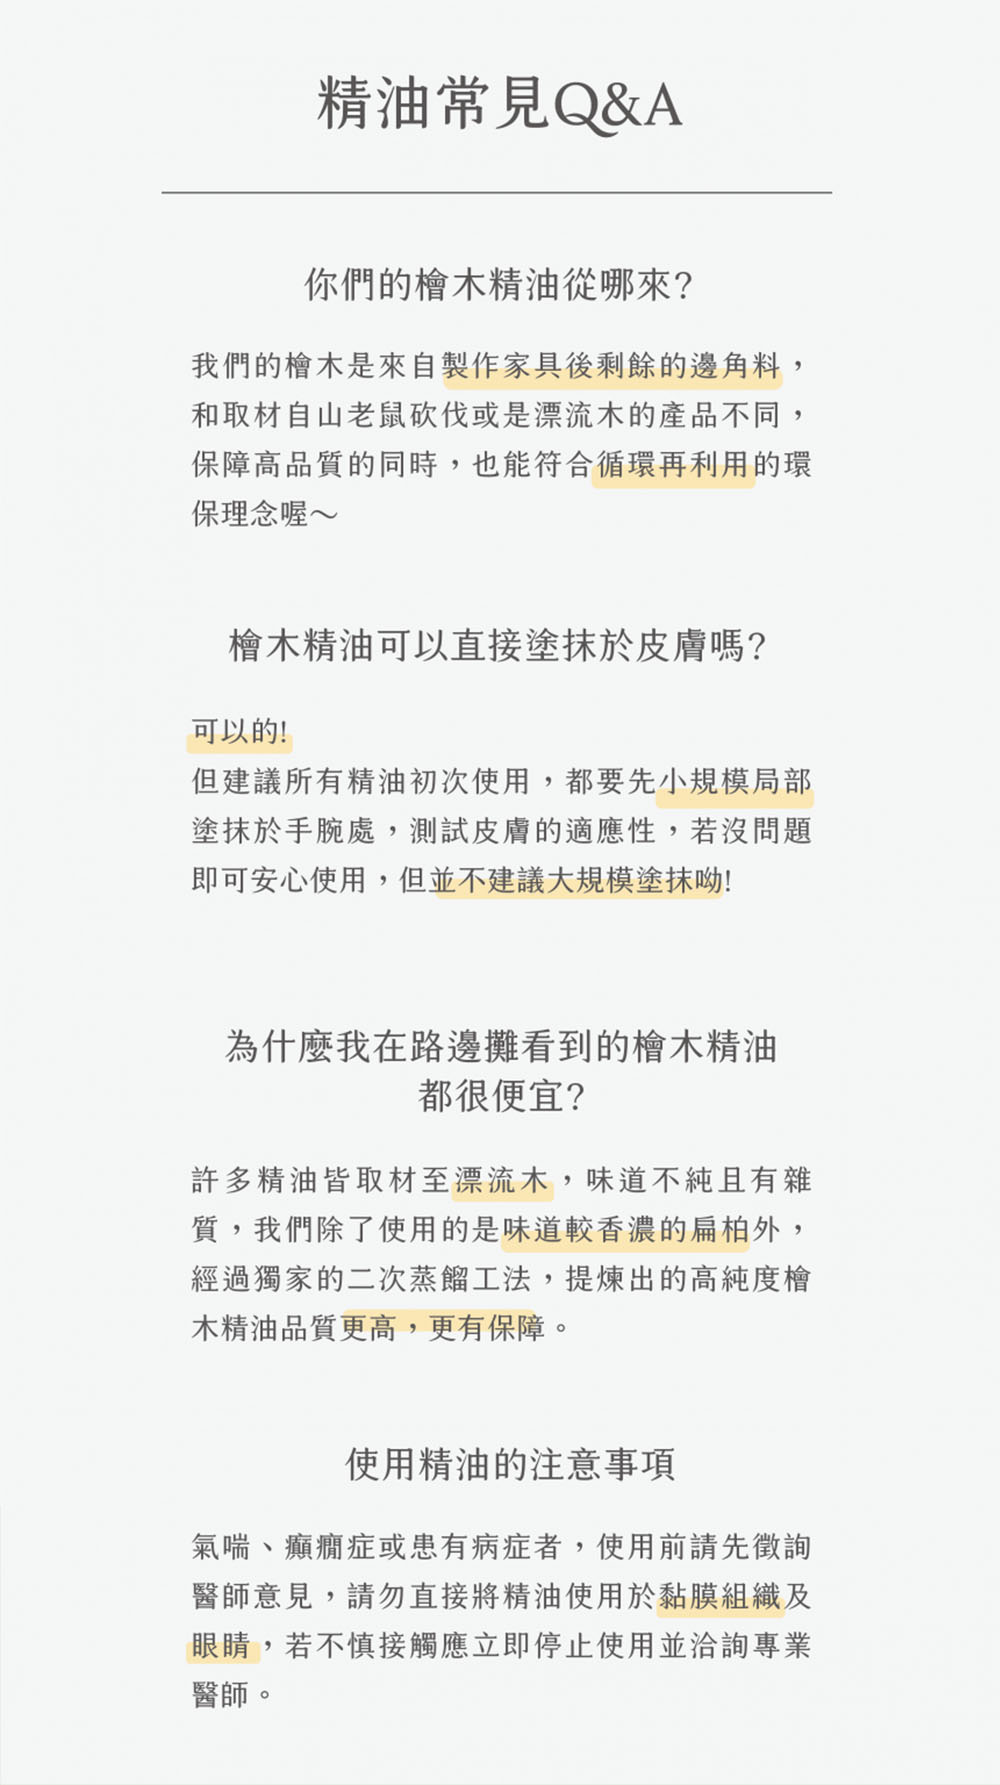 精油常見Q&A
你們的檜木精油從哪來?
我們的檜木是來自製作家具後剩餘的邊角料，
和取材自山老鼠砍伐或是漂流木的產品不同，
保障高品質的同時，也能符合循環再利用的環
保理念喔～
檜木精油可以直接塗抹於皮膚嗎?
可以的!
但建議所有精油初次使用，都要先小規模局部
塗抹於手腕處，測試皮膚的適應性，若沒問題
即可安心使用，但並不建議大規模塗抹呦!
為什麼我在路邊攤看到的檜木精油
都很便宜?
許多精油皆取材至漂流木，味道不純且有雜
質，我們除了使用的是味道較香濃的扁柏外，
經過獨家的二次蒸餾工法，提煉出的高純度檜
木精油品質更高，更有保障。
使用精油的注意事項
氣喘、癲癇症或患有病症者，使用前請先徵詢
醫師意見，請勿直接將精油使用於黏膜組織及
眼睛，若不慎接觸應立即停止使用並洽詢專業
醫師。